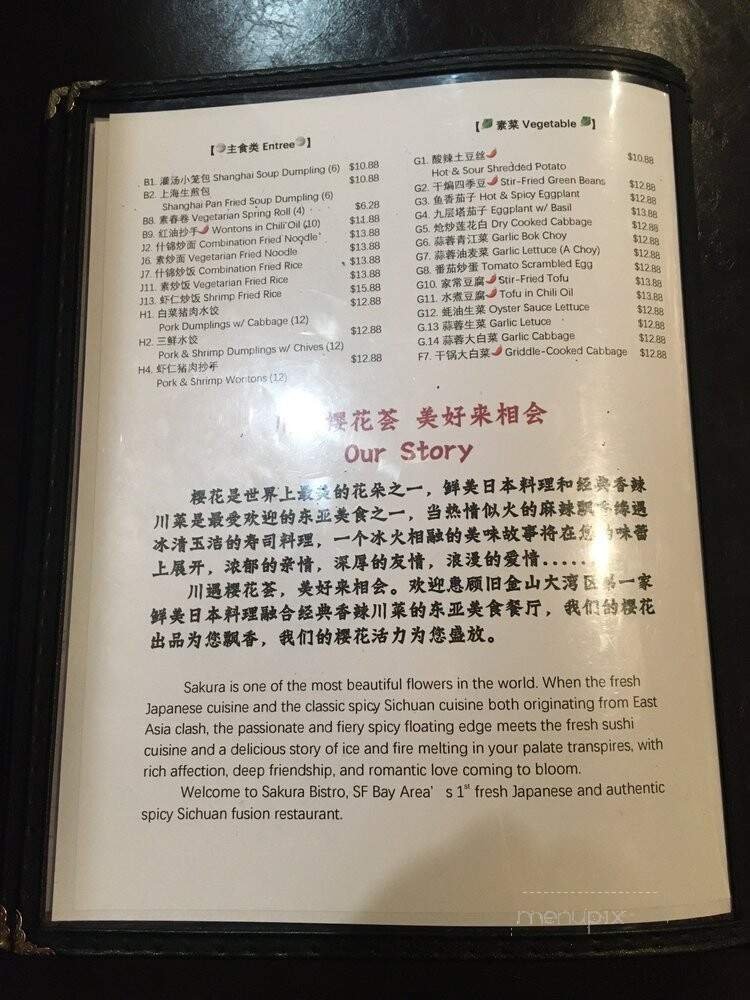 【主食类 Entree】
B1. 灌汤小笼包 Shanghai Soup Dumpling (6) $10.88
B2. 上海生煎包 $10.88
Shanghai Pan Fried Soup Dumpling (6)
B8. 素春卷 Vegetarian Spring Roll (4) $6.28
B9. 红油抄手 Wontons in Chili Oil (10) $11.88
J2. 什锦炒面 Combination Fried Noodle $13.88
J6. 素炒面 Vegetarian Fried Noodle $13.88
J7. 什锦炒饭 Combination Fried Rice $13.88
J11. 素炒饭 Vegetable Fried Rice $13.88
J13. 虾仁炒饭 Shrimp Fried Rice $15.88
H1. 白菜猪肉水饺 $12.88
Pork Dumplings w/ Cabbage (12)
H2. 三鲜水饺 $12.88
Pork & Shrimp Dumplings w/ Chives (12)
H4. 虾仁猪肉抄手 $12.88
Pork & Shrimp Wontons (12)
【素菜 Vegetable】
G1. 酸辣土豆丝 $10.88
Hot & Sour Shredded Potato
G2. 干煸四季豆 Stir-Fried Green Beans $12.88
G3. 鱼香茄子 Hot & Spicy Eggplant $12.88
G4. 九层塔茄子 Eggplant w/ Basil $13.88
G5. 炝炒莲花白 Dry Cooked Cabbage $12.88
G6. 蒜蓉青江菜 Garlic Bok Choy $12.88
G7. 蒜蓉油麦菜 Garlic Lettuce (A Choy) $12.88
G8. 番茄炒蛋 Tomato Scrambled Egg $12.88
G10. 家常豆腐 Stir-Fried Tofu $13.88
G11. 水煮豆腐 Tofu in Chili Oil $13.88
G12. 蚝油生菜 Oyster Sauce Lettuce $12.88
G.13 蒜蓉生菜 Garlic Letuce $12.88
G.14 蒜蓉大白菜 Garlic Cabbage $12.88
F7. 干锅大白菜 Griddle-Cooked Cabbage $12.88
樱花荟 美好来相会
Our Story
樱花是世界上最美的花朵之一，鲜美日本料理和经典香辣
川菜是最受欢迎的东亚美食之一，当热情似火的麻辣飘香缘遇
冰清玉洁的寿司料理，一个冰火相融的美味故事将在您的味蕾
上展开，浓郁的亲情，深厚的友情，浪漫的爱情......
川遇樱花荟，美好来相会。欢迎惠顾旧金山大湾区第一家
鲜美日本料理融合经典香辣川菜的东亚美食餐厅，我们的樱花
出品为您飘香，我们的樱花活力为您盛放。
Sakura is one of the most beautiful flowers in the world. When the fresh
Japanese cuisine and the classic spicy Sichuan cuisine both originating from East
Asia clash, the passionate and fiery spicy floating edge meets the fresh sushi
cuisine and a delicious story of ice and fire melting in your palate transpires, with
rich affection, deep friendship, and romantic love coming to bloom.
Welcome to Sakura Bistro, SF Bay Area' s 1st fresh Japanese and authentic
spicy Sichuan fusion restaurant.
menupix